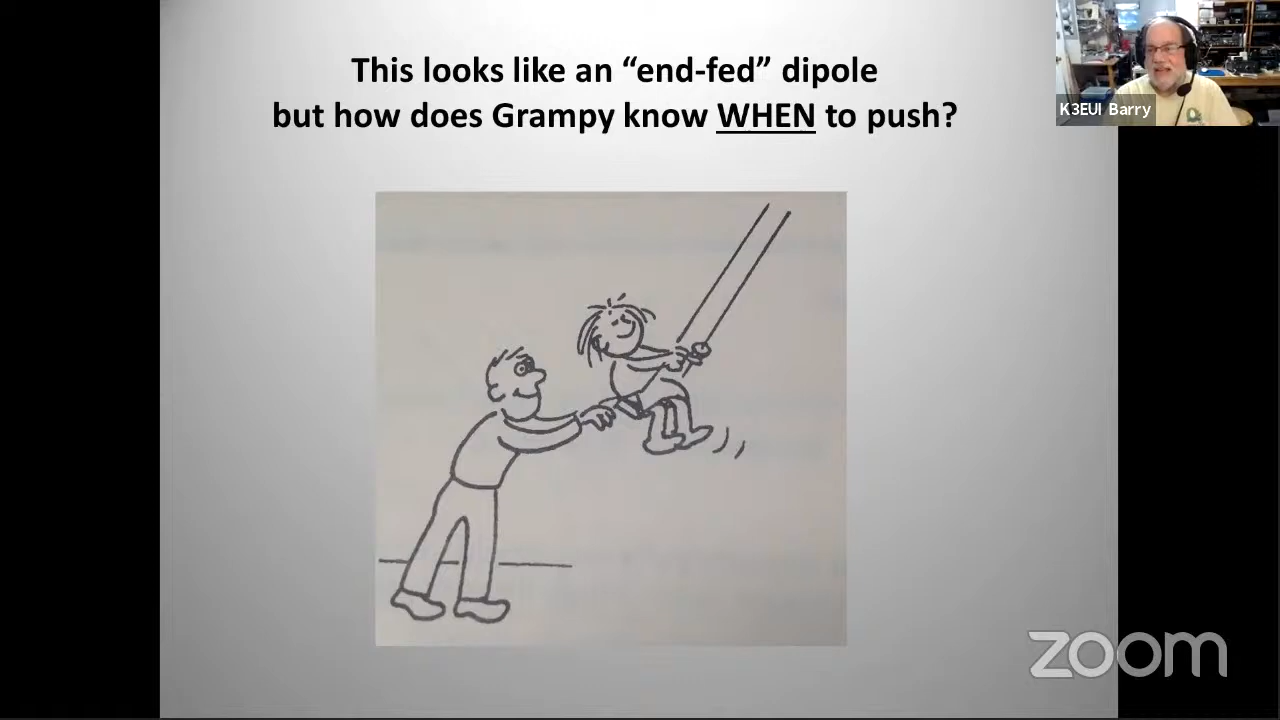 This looks like an “end-fed” dipole
but how does Grampy know WHEN to push?
K3EUI Barry
zoom